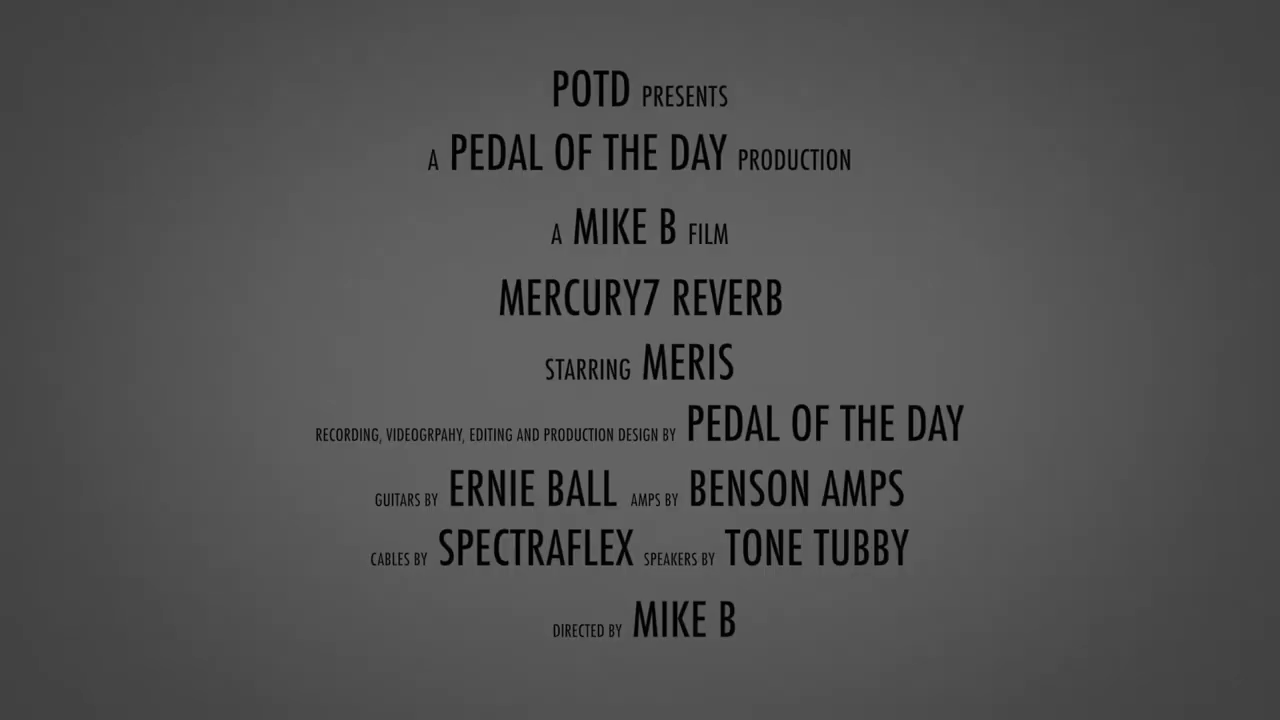 POTD PRESENTS
A PEDAL OF THE DAY PRODUCTION
A MIKE B FILM
MERCURY7 REVERB
STARRING MERIS
RECORDING, VIDEOGRPAHY, EDITING AND PRODUCTION DESIGN BY PEDAL OF THE DAY
GUITARS BY ERNIE BALL AMPS BY BENSON AMPS
CABLES BY SPECTRAFLEX SPEAKERS BY TONE TUBBY
DIRECTED BY MIKE B